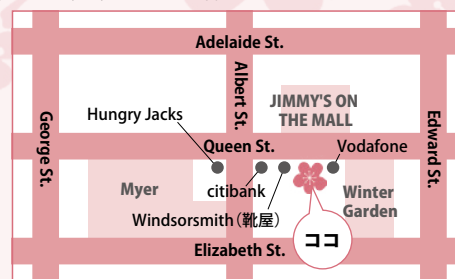 Adelaide St.
George St.
Albert St.
Edward St.
JIMMY'S ON
THE MALL
Hungry Jacks
Queen St.
Vodafone
Myer
citibank
Winter
Garden
Windsorsmith（靴屋）
ココ
Elizabeth St.